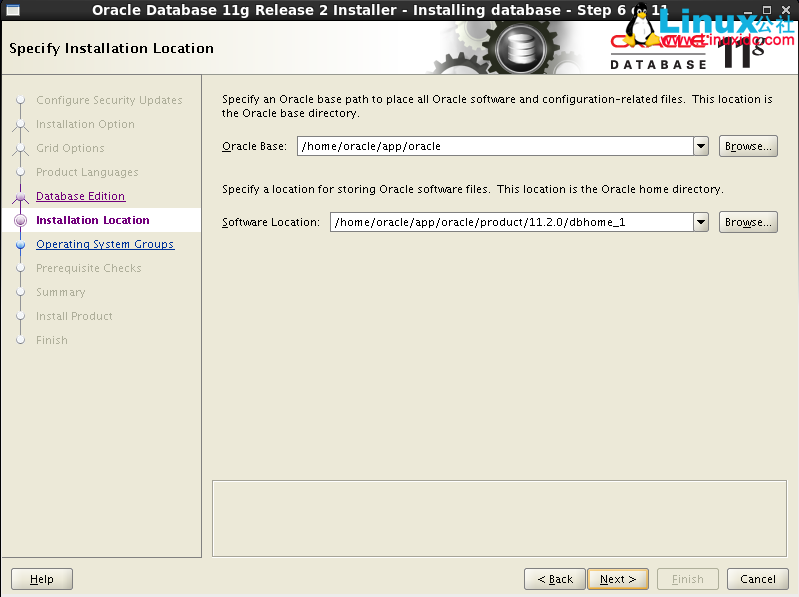 Oracle Database 11g Release 2 Installer - Installing database - Step 6 of 11
Linux公社
www.Linuxidc.com
Specify Installation Location
ORACLE
DATABASE
11g
Configure Security Updates
Installation Option
Grid Options
Product Languages
Database Edition
Installation Location
Operating System Groups
Prerequisite Checks
Summary
Install Product
Finish
Specify an Oracle base path to place all Oracle software and configuration-related files. This location is
the Oracle base directory.
Oracle Base: /home/oracle/app/oracle Browse...
Specify a location for storing Oracle software files. This location is the Oracle home directory.
Software Location: /home/oracle/app/oracle/product/11.2.0/dbhome_1 Browse...
Help < Back Next > Finish Cancel